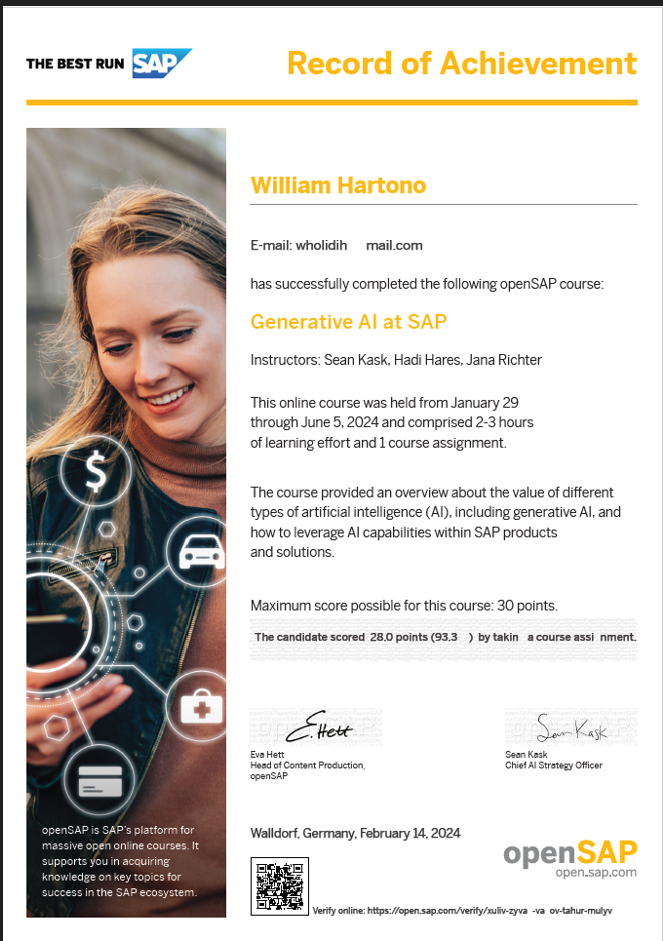 THE BEST RUN SAP
Record of Achievement
William Hartono
E-mail: wholidih mail.com
has successfully completed the following openSAP course:
Generative AI at SAP
Instructors: Sean Kask, Hadi Hares, Jana Richter
This online course was held from January 29
through June 5, 2024 and comprised 2-3 hours
of learning effort and 1 course assignment.
The course provided an overview about the value of different
types of artificial intelligence (AI), including generative AI, and
how to leverage AI capabilities within SAP products
and solutions.
Maximum score possible for this course: 30 points.
The candidate scored 28.0 points (93.3 ) by takin a course assi nment.
E. Hett
Eva Hett
Head of Content Production,
openSAP
Sean Kask
Sean Kask
Chief AI Strategy Officer
openSAP is SAP's platform for
massive open online courses. It
supports you in acquiring
knowledge on key topics for
success in the SAP ecosystem.
Walldorf, Germany, February 14, 2024
openSAP
open.sap.com
Verify online: https://open.sap.com/verify/xuliv-zyva -va ov-tahur-mulyv